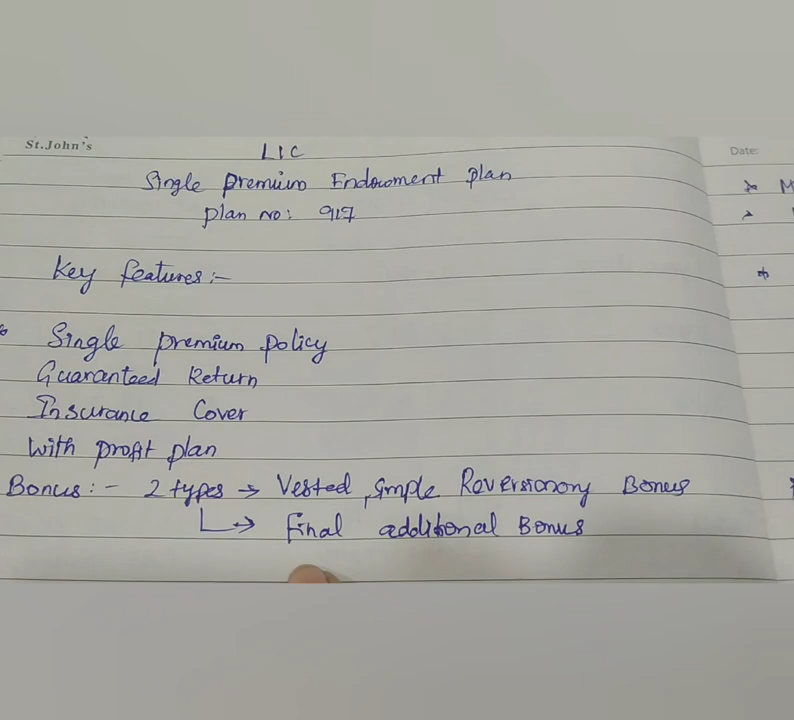 St.John's
LIC
Date:
Single premium Endowment plan
plan no: 917
Key features:-
Single premium policy
Guaranteed Return
Insurance Cover
With profit plan
Bonus:- 2 types → Vested simple Reversionary Bonus
↳ Final additional Bonus